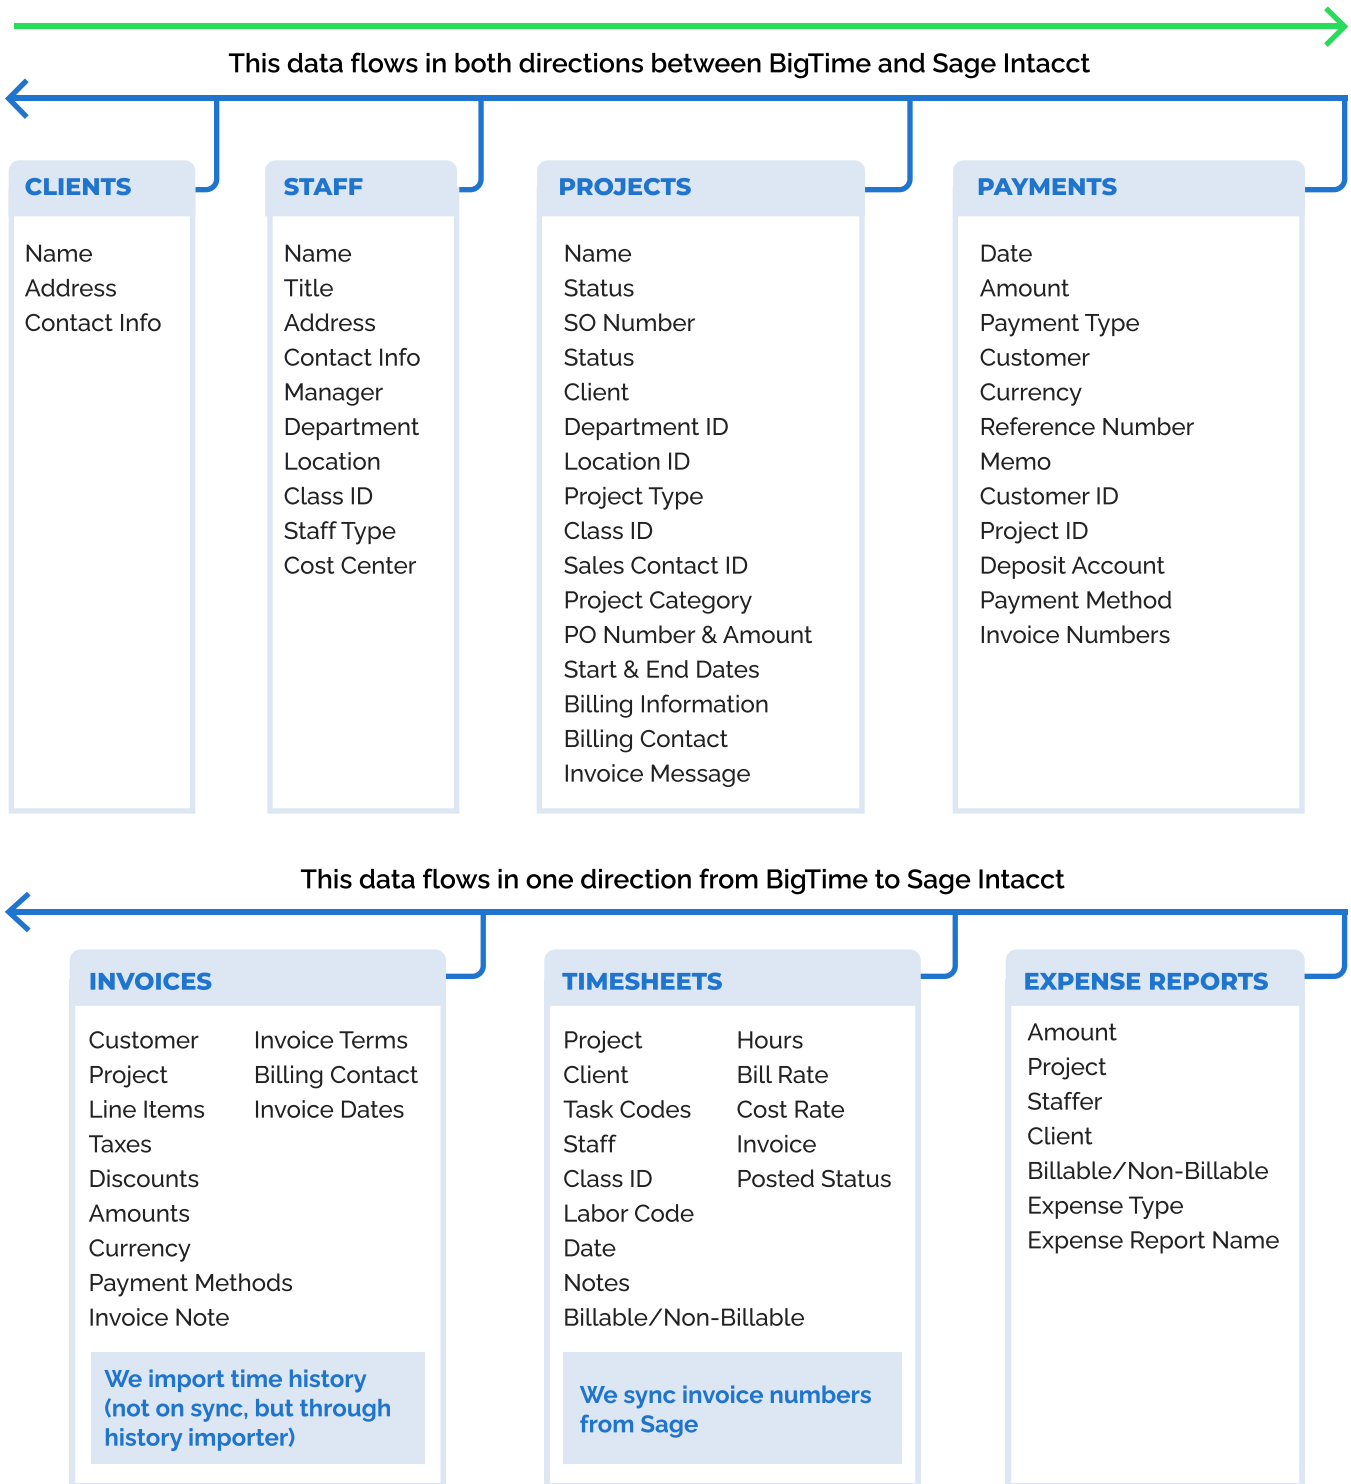 This data flows in both directions between BigTime and Sage Intacct
CLIENTS
Name
Address
Contact Info
STAFF
Name
Title
Address
Contact Info
Manager
Department
Location
Class ID
Staff Type
Cost Center
PROJECTS
Name
Status
SO Number
Status
Client
Department ID
Location ID
Project Type
Class ID
Sales Contact ID
Project Category
PO Number & Amount
Start & End Dates
Billing Information
Billing Contact
Invoice Message
PAYMENTS
Date
Amount
Payment Type
Customer
Currency
Reference Number
Memo
Customer ID
Project ID
Deposit Account
Payment Method
Invoice Numbers
This data flows in one direction from BigTime to Sage Intacct
INVOICES
Customer
Project
Line Items
Taxes
Discounts
Amounts
Currency
Payment Methods
Invoice Note
Invoice Terms
Billing Contact
Invoice Dates
We import time history
(not on sync, but through
history importer)
TIMESHEETS
Project
Client
Task Codes
Staff
Class ID
Labor Code
Date
Notes
Billable/Non-Billable
Hours
Bill Rate
Cost Rate
Invoice
Posted Status
We sync invoice numbers
from Sage
EXPENSE REPORTS
Amount
Project
Staffer
Client
Billable/Non-Billable
Expense Type
Expense Report Name